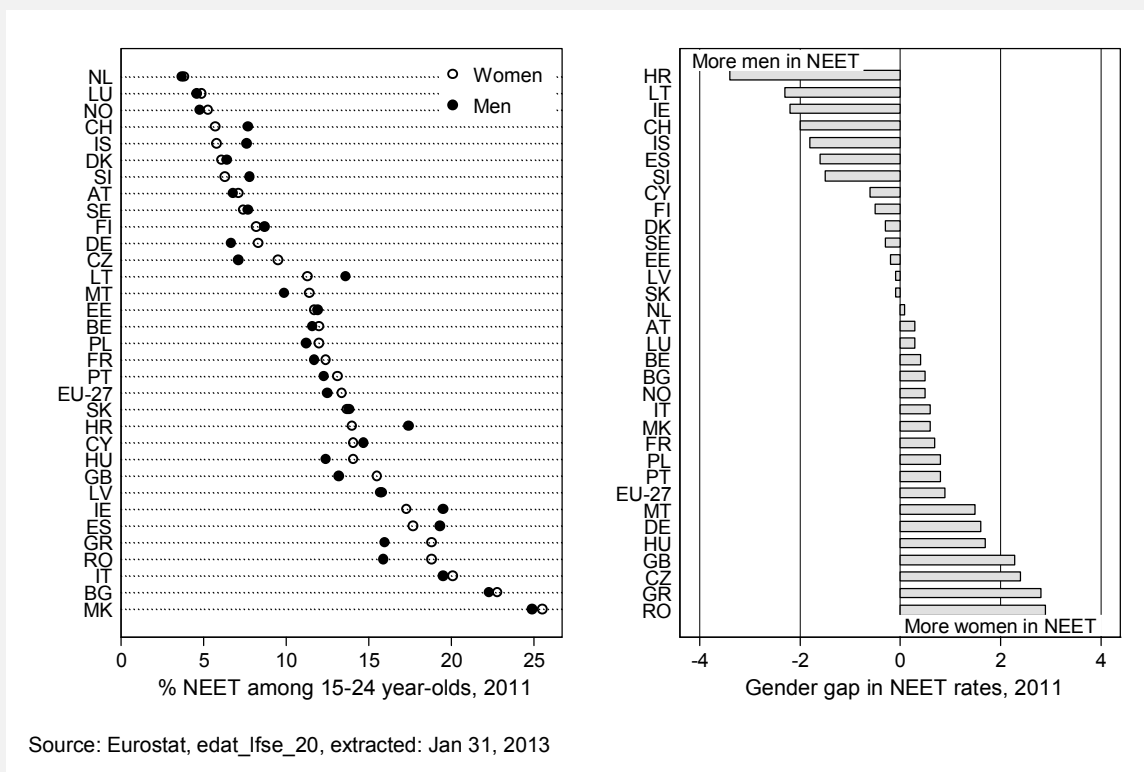 Women
Men
NL
LU
NO
CH
IS
DK
SI
AT
SE
FI
DE
CZ
LT
MT
EE
BE
PL
FR
PT
EU-27
SK
HR
CY
HU
GB
LV
IE
ES
GR
RO
IT
BG
MK
0 5 10 15 20 25
% NEET among 15-24 year-olds, 2011
More men in NEET
HR
LT
IE
CH
IS
ES
SI
CY
FI
DK
SE
EE
LV
SK
NL
AT
LU
BE
BG
NO
IT
MK
FR
PL
PT
EU-27
MT
DE
HU
GB
CZ
GR
RO
More women in NEET
-4 -2 0 2 4
Gender gap in NEET rates, 2011
Source: Eurostat, edat_lfse_20, extracted: Jan 31, 2013